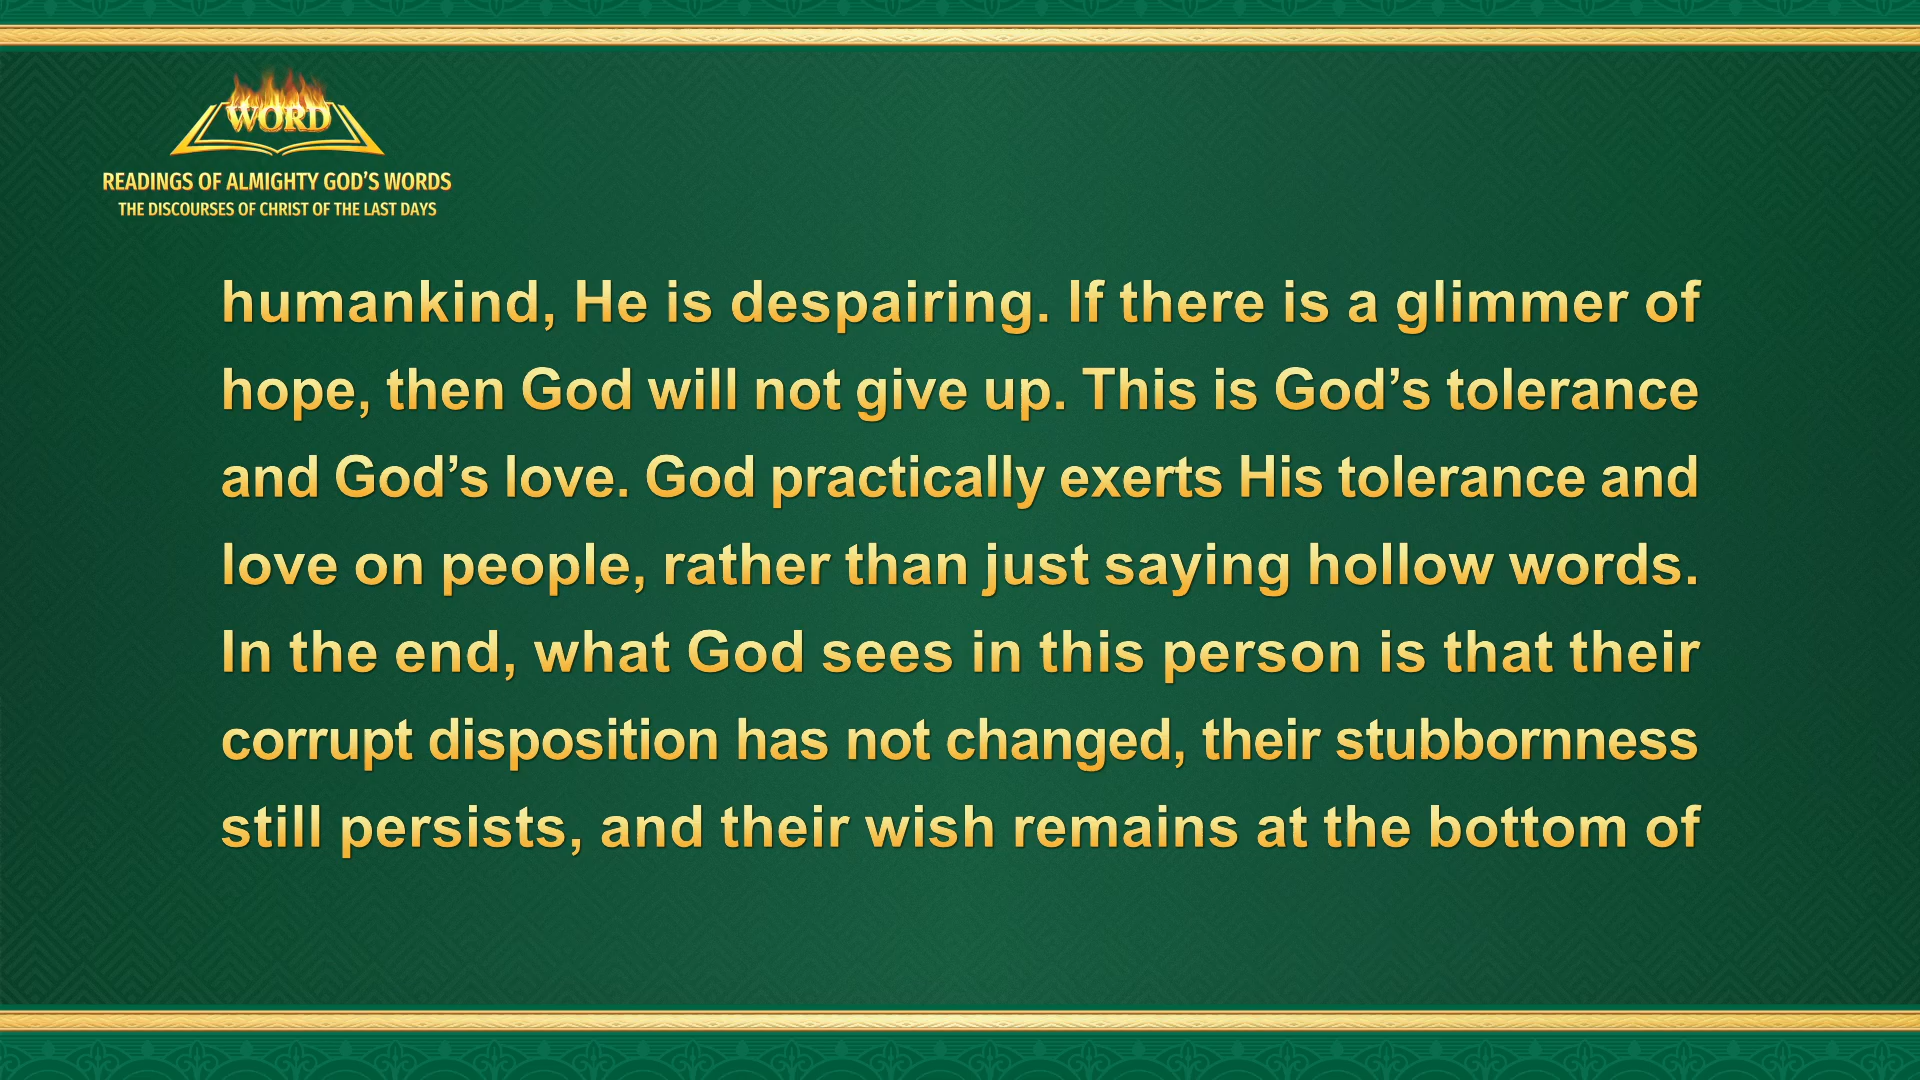 WORD
READINGS OF ALMIGHTY GOD’S WORDS
THE DISCOURSES OF CHRIST OF THE LAST DAYS
humankind, He is despairing. If there is a glimmer of
hope, then God will not give up. This is God’s tolerance
and God’s love. God practically exerts His tolerance and
love on people, rather than just saying hollow words.
In the end, what God sees in this person is that their
corrupt disposition has not changed, their stubbornness
still persists, and their wish remains at the bottom of